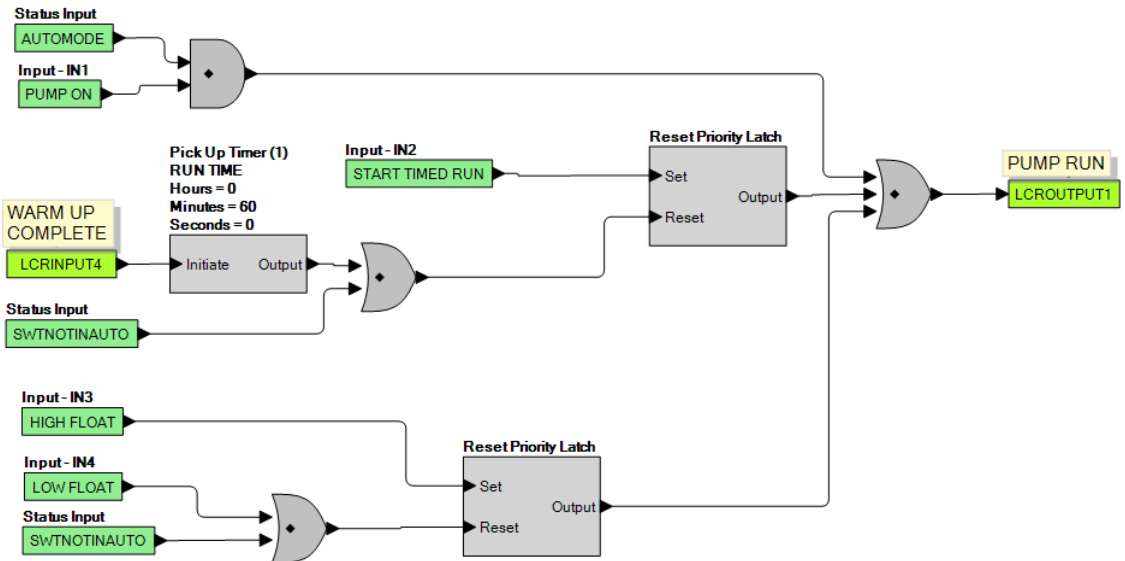 Status Input
AUTOMODE
Input - IN1
PUMP ON
Pick Up Timer (1)
RUN TIME
Hours = 0
Minutes = 60
Seconds = 0
Initiate
Output
WARM UP
COMPLETE
LCRINPUT4
Status Input
SWTNOTINAUTO
Input - IN2
START TIMED RUN
Reset Priority Latch
Set
Reset
Output
PUMP RUN
LCROUTPUT1
Input - IN3
HIGH FLOAT
Input - IN4
LOW FLOAT
Status Input
SWTNOTINAUTO
Reset Priority Latch
Set
Reset
Output